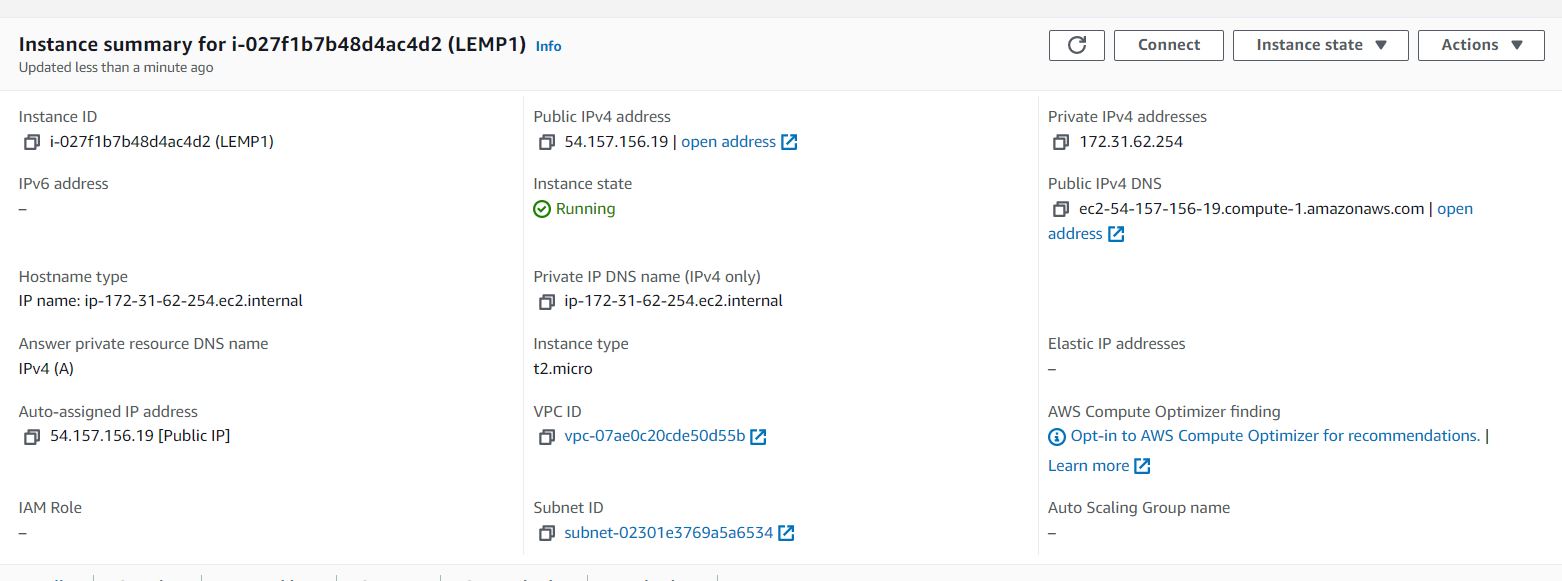 Instance summary for i-027f1b7b48d4ac4d2 (LEMP1) Info
Updated less than a minute ago
Connect
Instance state
Actions
Instance ID
i-027f1b7b48d4ac4d2 (LEMP1)
Public IPv4 address
54.157.156.19 | open address
Private IPv4 addresses
172.31.62.254
IPv6 address
–
Instance state
Running
Public IPv4 DNS
ec2-54-157-156-19.compute-1.amazonaws.com | open
address
Hostname type
IP name: ip-172-31-62-254.ec2.internal
Private IP DNS name (IPv4 only)
ip-172-31-62-254.ec2.internal
Answer private resource DNS name
IPv4 (A)
Instance type
t2.micro
Elastic IP addresses
–
Auto-assigned IP address
54.157.156.19 [Public IP]
VPC ID
vpc-07ae0c20cde50d55b
AWS Compute Optimizer finding
Opt-in to AWS Compute Optimizer for recommendations. |
Learn more
IAM Role
–
Subnet ID
subnet-02301e3769a5a6534
Auto Scaling Group name
–